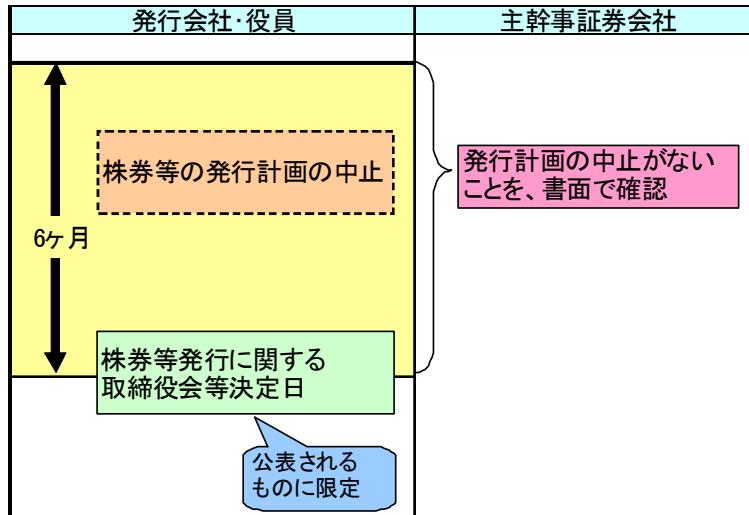 発行会社・役員
主幹事証券会社
株券等の発行計画の中止
発行計画の中止がない
ことを、書面で確認
6ヶ月
株券等発行に関する
取締役会等決定日
公表される
ものに限定